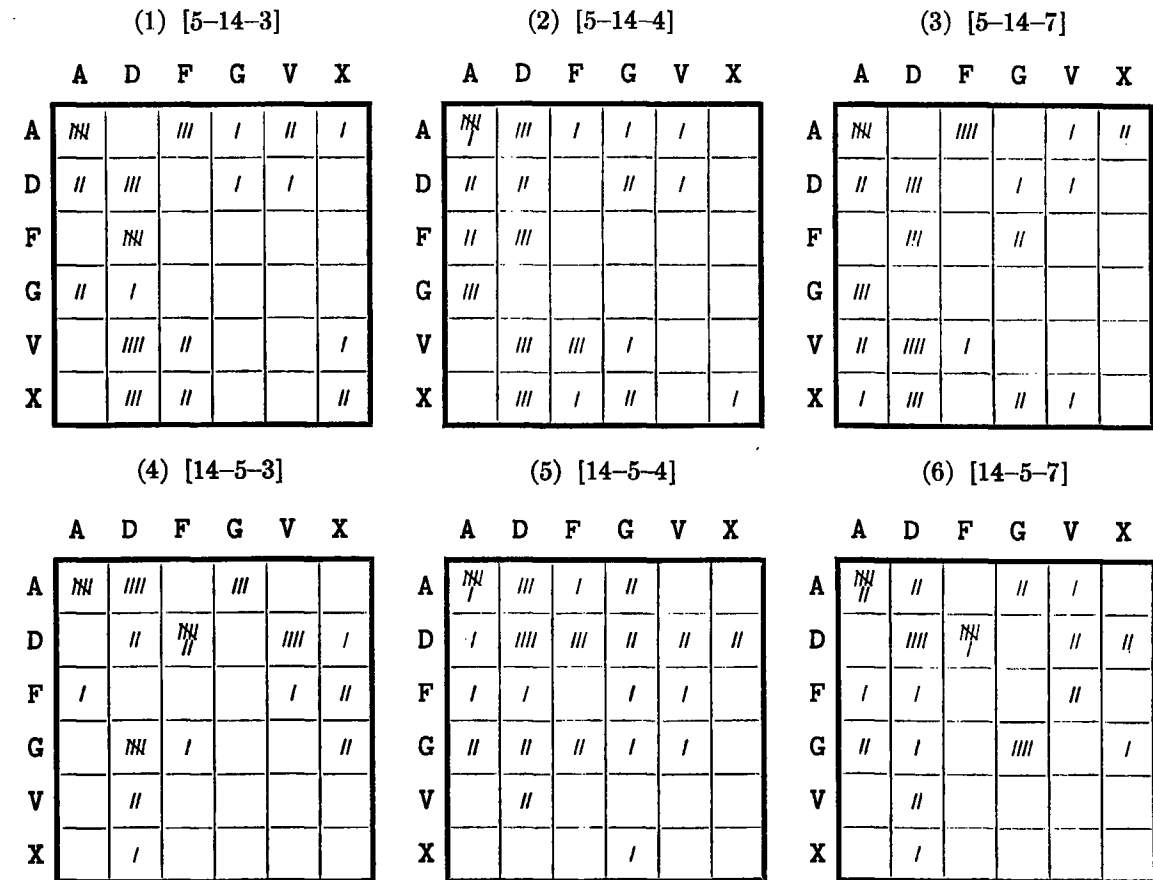 (1) [5–14–3] (2) [5–14–4] (3) [5–14–7]
A D F G V X A D F G V X A D F G V X
A A A
D D D
F F F
G G G
V V V
X X X
(4) [14–5–3] (5) [14–5–4] (6) [14–5–7]
A D F G V X A D F G V X A D F G V X
A A A
D D D
F F F
G G G
V V V
X X X